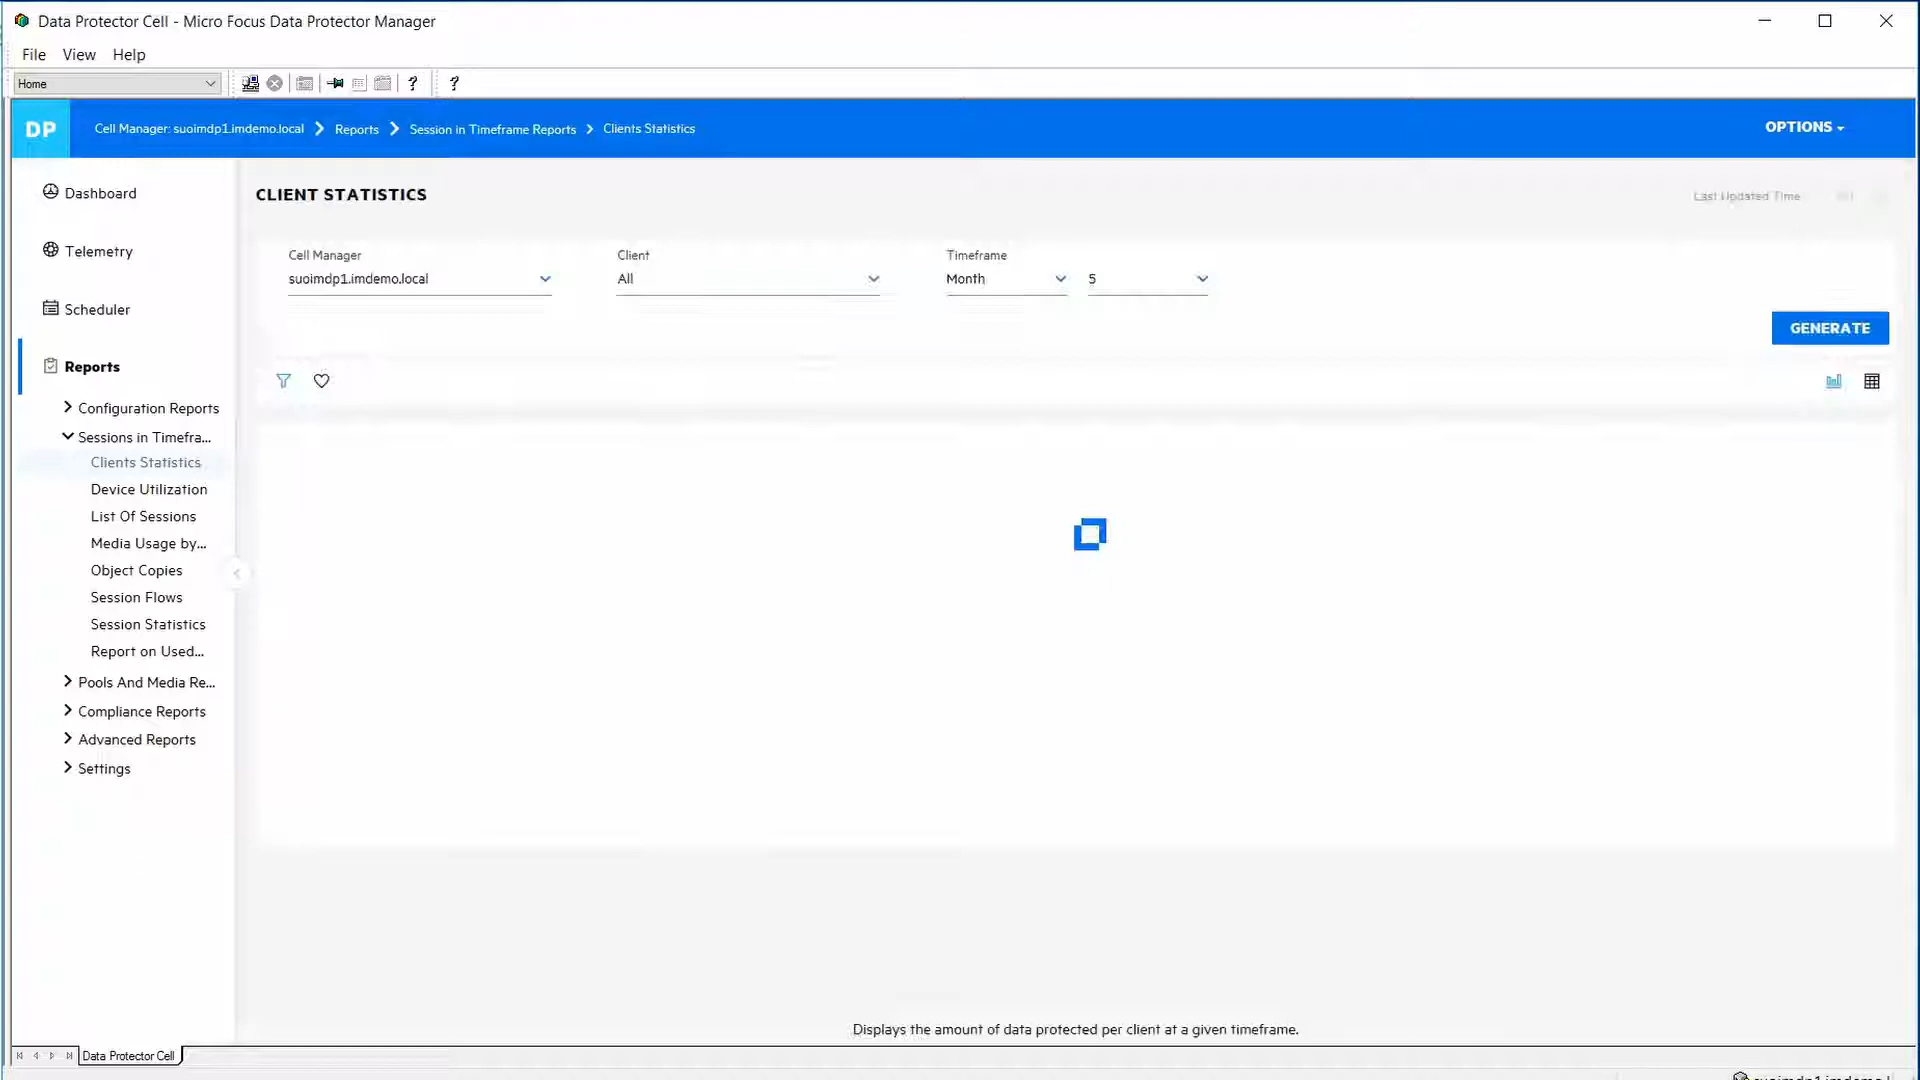 Data Protector Cell - Micro Focus Data Protector Manager
File View Help
Home ? ?
DP Cell Manager: suoimdp1.imdemo.local Reports Session in Timeframe Reports Clients Statistics OPTIONS
Dashboard
Telemetry
Scheduler
Reports
Configuration Reports
Sessions in Timefra...
Clients Statistics
Device Utilization
List Of Sessions
Media Usage by...
Object Copies
Session Flows
Session Statistics
Report on Used...
Pools And Media Re...
Compliance Reports
Advanced Reports
Settings
CLIENT STATISTICS
Last Updated Time
Cell Manager
suoimdp1.imdemo.local
Client
All
Timeframe
Month 5
GENERATE
Displays the amount of data protected per client at a given timeframe.
Data Protector Cell